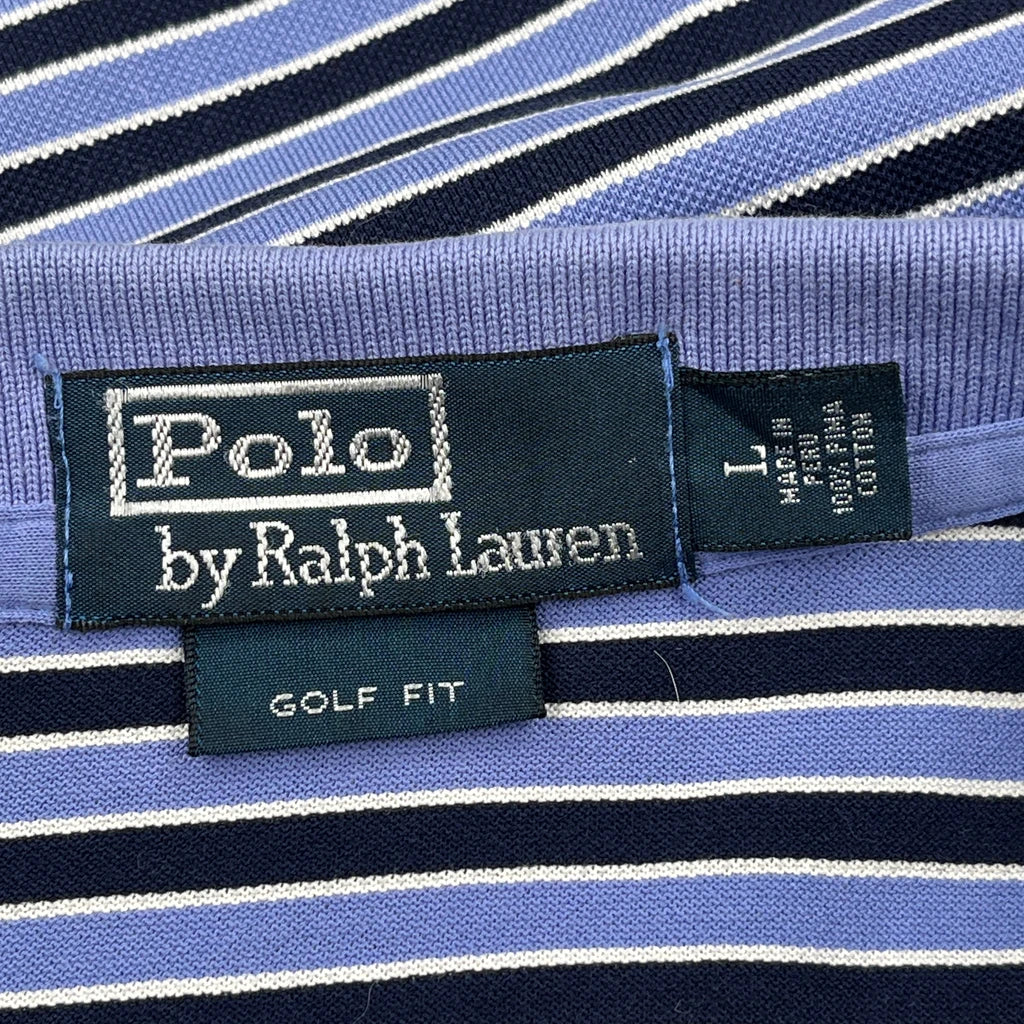 Polo
by Ralph Lauren
GOLF FIT
L
MADE IN
PERU
100% PIMA
COTTON